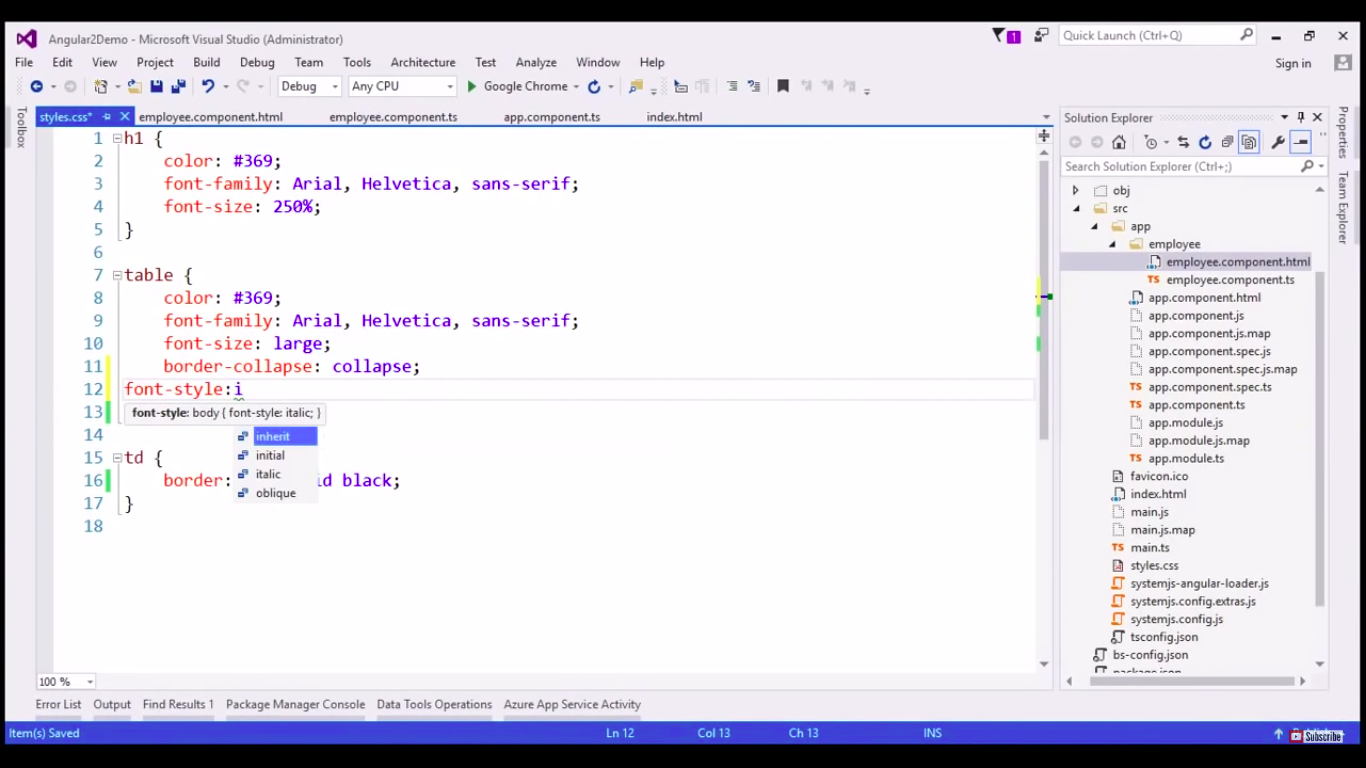 Angular2Demo - Microsoft Visual Studio (Administrator)
1
Quick Launch (Ctrl+Q)
File Edit View Project Build Debug Team Tools Architecture Test Analyze Window Help
Sign in
Debug Any CPU Google Chrome
Toolbox
styles.css* employee.component.html employee.component.ts app.component.ts index.html
1 h1 {
2 color: #369;
3 font-family: Arial, Helvetica, sans-serif;
4 font-size: 250%;
5 }
6
7 table {
8 color: #369;
9 font-family: Arial, Helvetica, sans-serif;
10 font-size: large;
11 border-collapse: collapse;
12 font-style:i
13
font-style: body { font-style: italic; }
inherit
initial
italic
oblique
14
15 td {
16 border: id black;
17 }
18
100 %
Solution Explorer
Search Solution Explorer (Ctrl+;)
obj
src
app
employee
employee.component.html
employee.component.ts
app.component.html
app.component.js
app.component.js.map
app.component.spec.js
app.component.spec.js.map
app.component.spec.ts
app.component.ts
app.module.js
app.module.js.map
app.module.ts
favicon.ico
index.html
main.js
main.js.map
main.ts
styles.css
systemjs-angular-loader.js
systemjs.config.extras.js
systemjs.config.js
tsconfig.json
bs-config.json
package.json
Properties
Team Explorer
Error List Output Find Results 1 Package Manager Console Data Tools Operations Azure App Service Activity
Item(s) Saved Ln 12 Col 13 Ch 13 INS
Subscribe